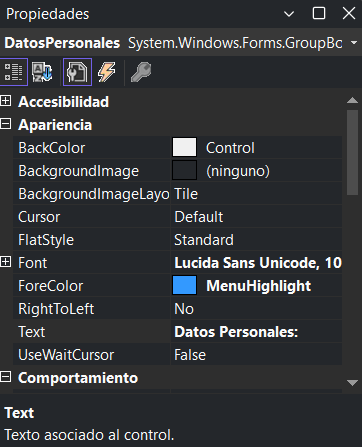 Propiedades
DatosPersonales System.Windows.Forms.GroupBo
Accesibilidad
Apariencia
BackColor Control
BackgroundImage (ninguno)
BackgroundImageLayo Tile
Cursor Default
FlatStyle Standard
Font Lucida Sans Unicode, 10
ForeColor MenuHighlight
RightToLeft No
Text Datos Personales:
UseWaitCursor False
Comportamiento
Text
Texto asociado al control.